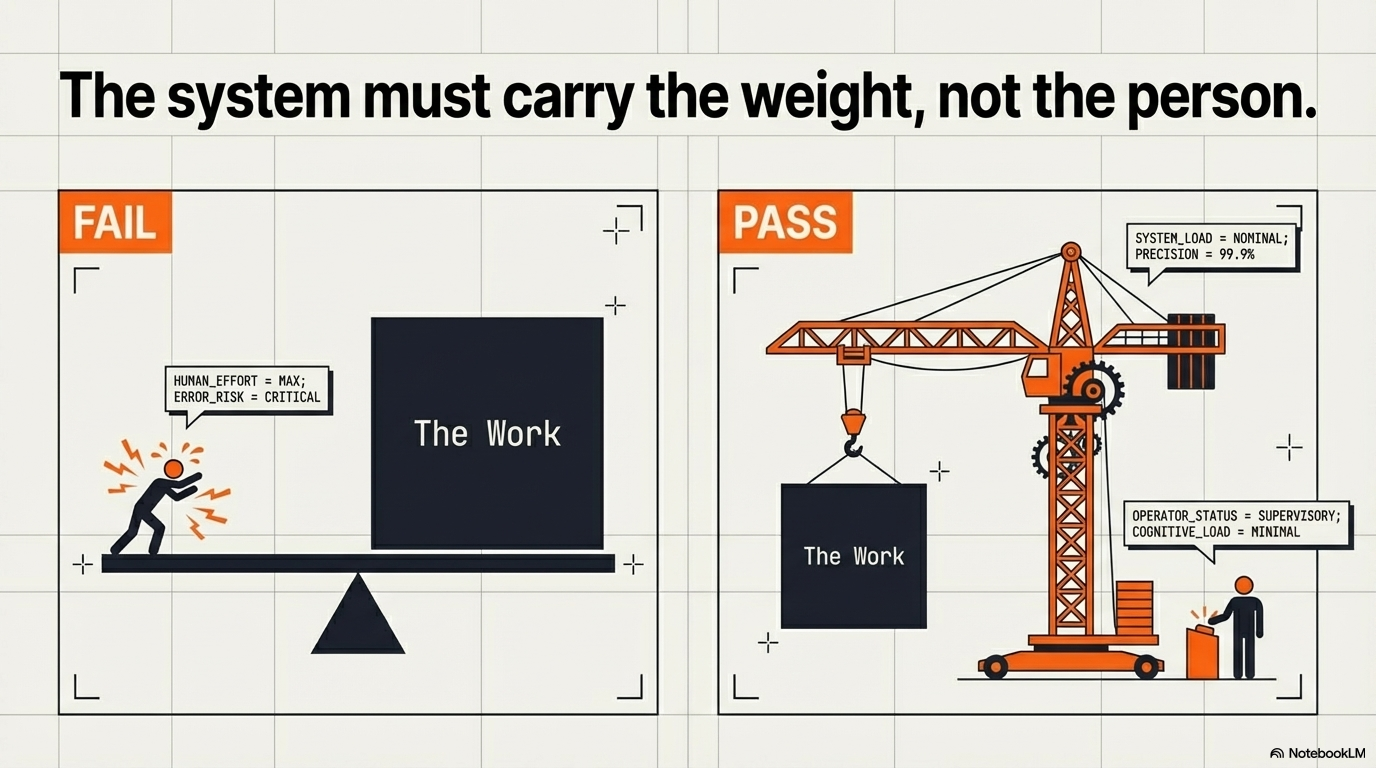 The system must carry the weight, not the person.
FAIL
HUMAN_EFFORT = MAX;
ERROR_RISK = CRITICAL
The Work
PASS
SYSTEM_LOAD = NOMINAL;
PRECISION = 99.9%
The Work
OPERATOR_STATUS = SUPERVISORY;
COGNITIVE_LOAD = MINIMAL
NotebookLM